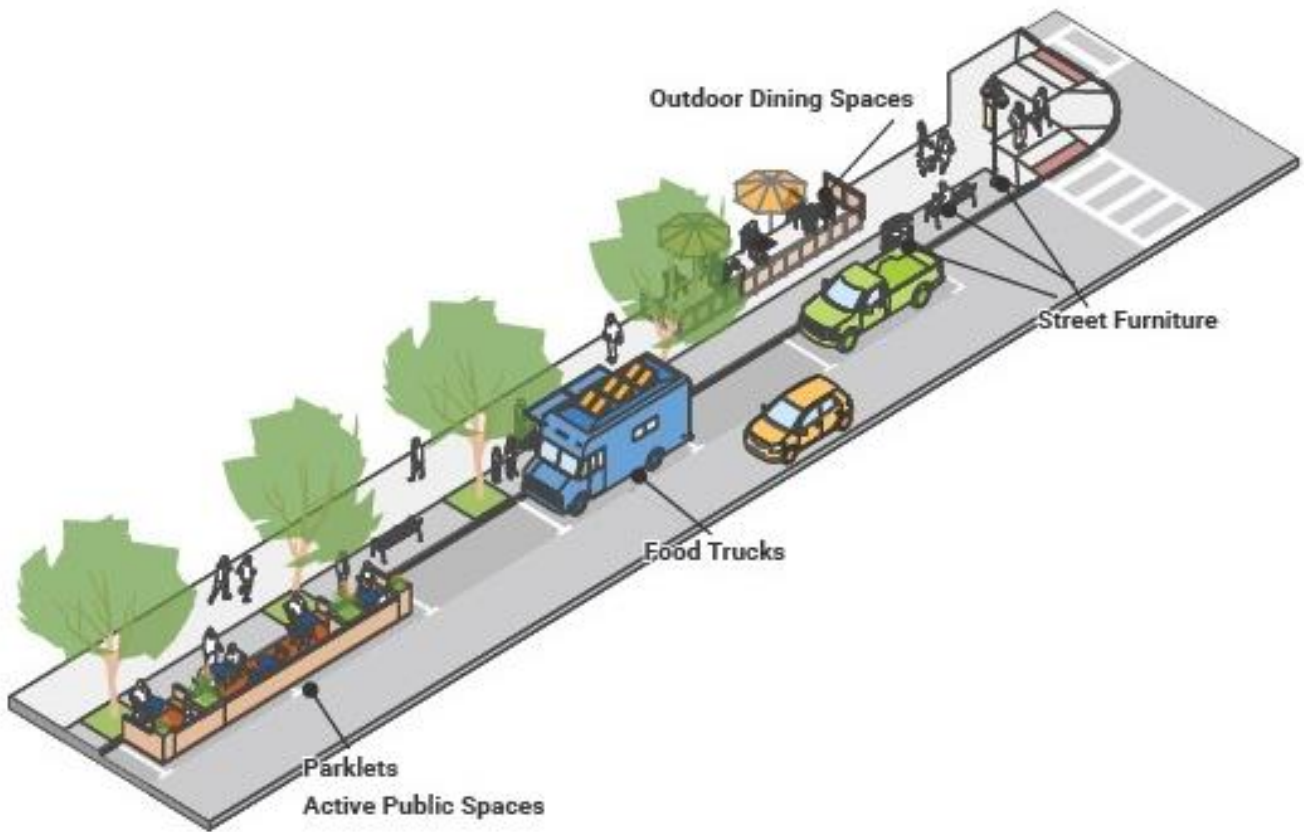 Outdoor Dining Spaces
Street Furniture
Food Trucks
Parklets
Active Public Spaces